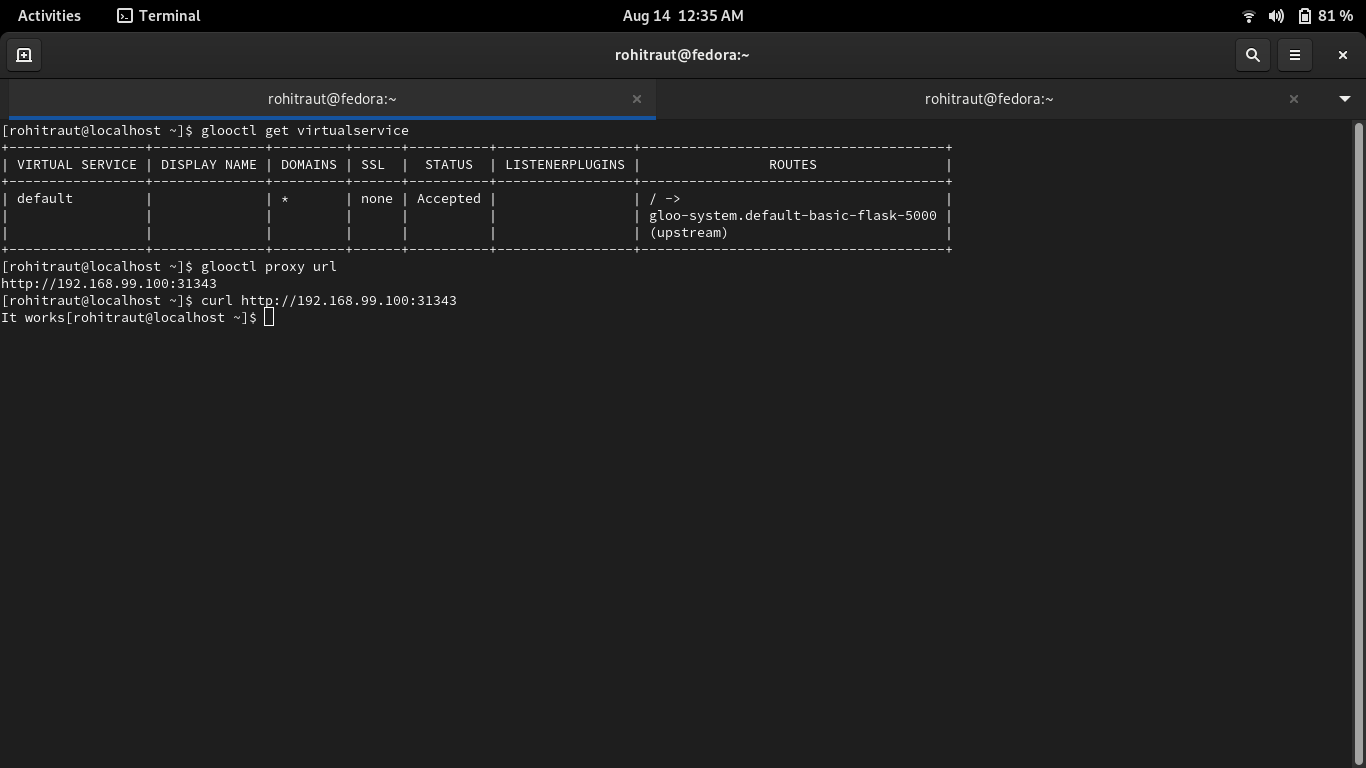 Activities Terminal Aug 14 12:35 AM 81 %
rohitraut@fedora:~
rohitraut@fedora:~ × rohitraut@fedora:~ ×
[rohitraut@localhost ~]$ glooctl get virtualservice
+-----------------+--------------+---------+------+----------+-----------------+--------------------------------------+
| VIRTUAL SERVICE | DISPLAY NAME | DOMAINS | SSL  |  STATUS  | LISTENERPLUGINS |                ROUTES                |
+-----------------+--------------+---------+------+----------+-----------------+--------------------------------------+
| default         |              | *       | none | Accepted |                 | / ->                                 |
|                 |              |         |      |          |                 | gloo-system.default-basic-flask-5000 |
|                 |              |         |      |          |                 | (upstream)                           |
+-----------------+--------------+---------+------+----------+-----------------+--------------------------------------+
[rohitraut@localhost ~]$ glooctl proxy url
http://192.168.99.100:31343
[rohitraut@localhost ~]$ curl http://192.168.99.100:31343
It works[rohitraut@localhost ~]$